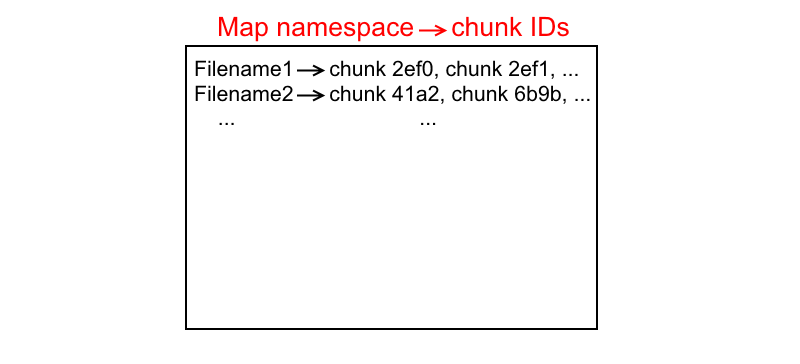 Map namespace → chunk IDs
Filename1 → chunk 2ef0, chunk 2ef1, ...
Filename2 → chunk 41a2, chunk 6b9b, ...
... ...